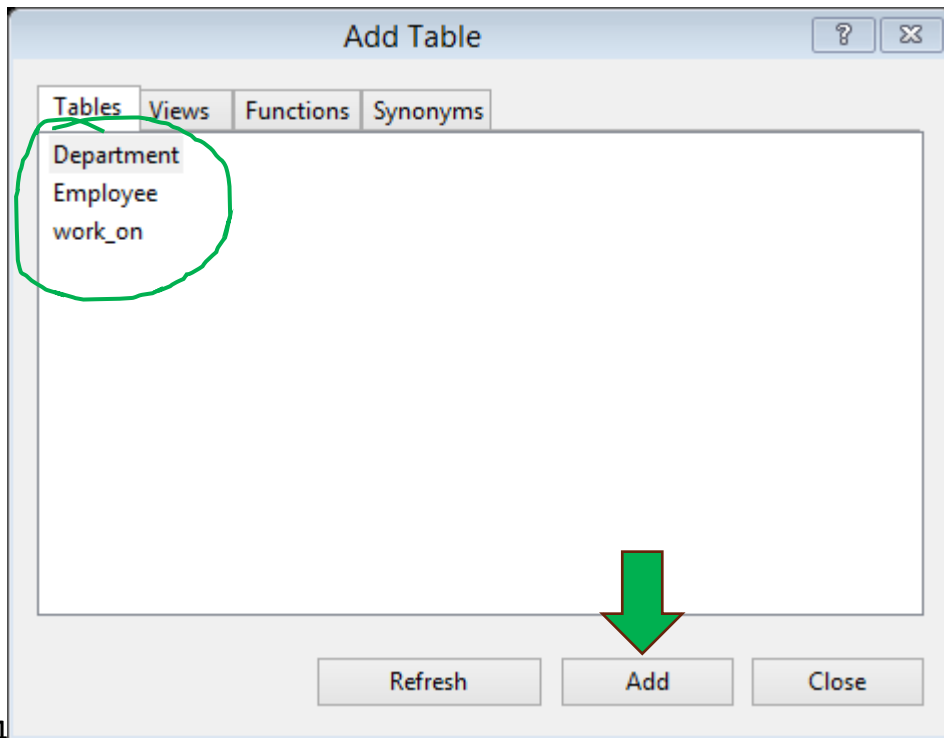 Add Table
?
Tables Views Functions Synonyms
Department
Employee
work_on
Refresh Add Close